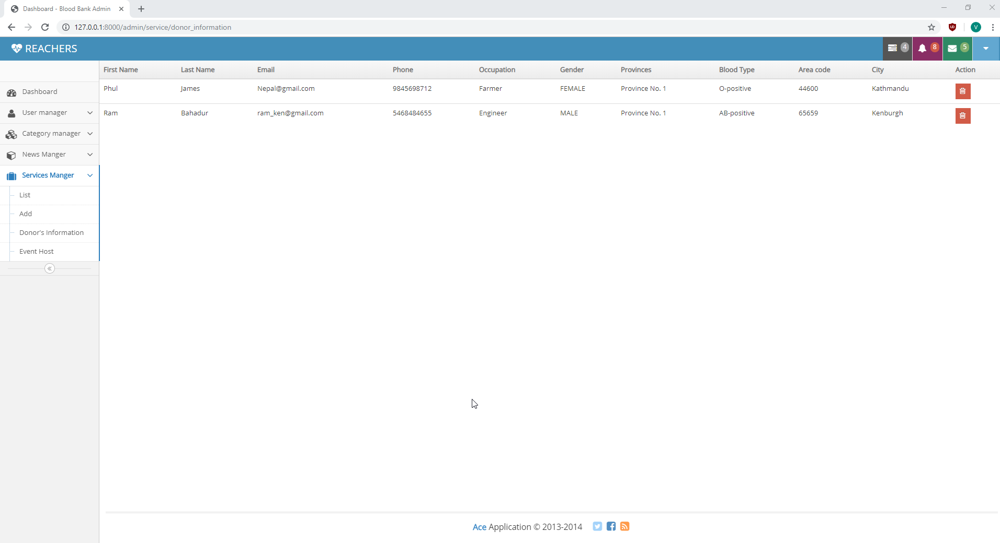 Dashboard - Blood Bank Admin
127.0.0.1:8000/admin/service/donor_information
V
REACHERS
4
8
5
First Name Last Name Email Phone Occupation Gender Provinces Blood Type Area code City Action
Phul James Nepal@gmail.com 9845698712 Farmer FEMALE Province No. 1 O-positive 44600 Kathmandu
Ram Bahadur ram_ken@gmail.com 5468484655 Engineer MALE Province No. 1 AB-positive 65659 Kenburgh
Dashboard
User manager
Category manager
News Manger
Services Manger
List
Add
Donor's Information
Event Host
Ace Application © 2013-2014